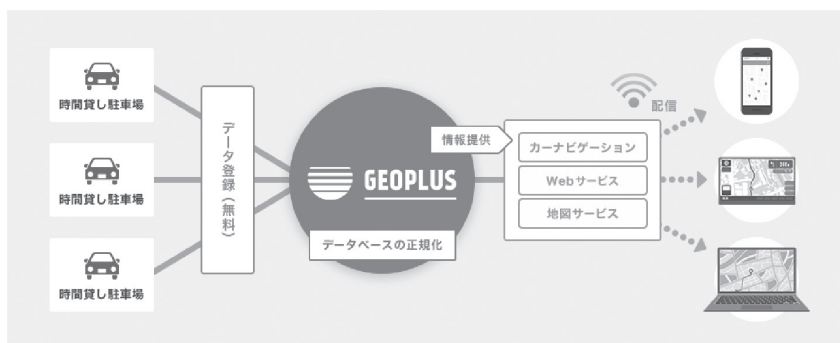 時間貸し駐車場
時間貸し駐車場
時間貸し駐車場
データ登録(無料)
GEOPLUS
データベースの正規化
情報提供
カーナビゲーション
Webサービス
地図サービス
配信